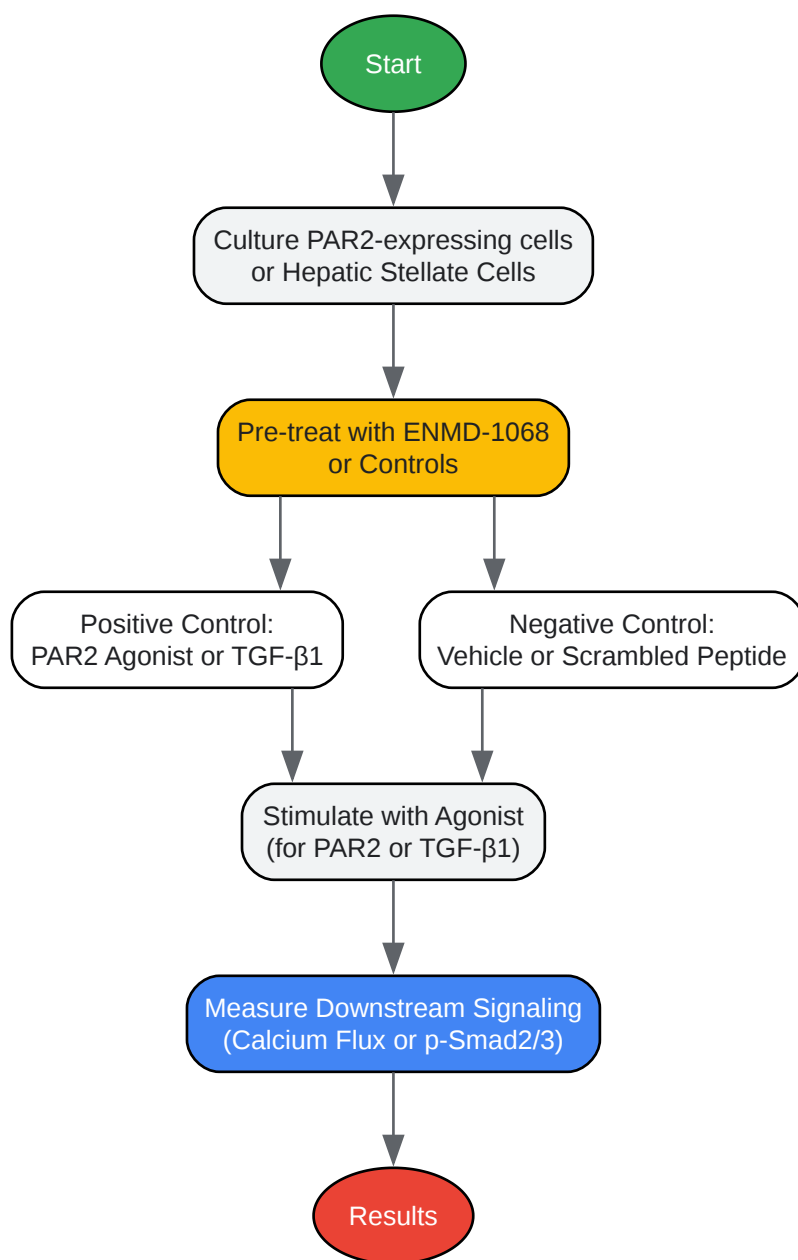 Start
Culture PAR2-expressing cells
or Hepatic Stellate Cells
Pre-treat with ENMD-1068
or Controls
Positive Control:
PAR2 Agonist or TGF-β1
Negative Control:
Vehicle or Scrambled Peptide
Stimulate with Agonist
(for PAR2 or TGF-β1)
Measure Downstream Signaling
(Calcium Flux or p-Smad2/3)
Results